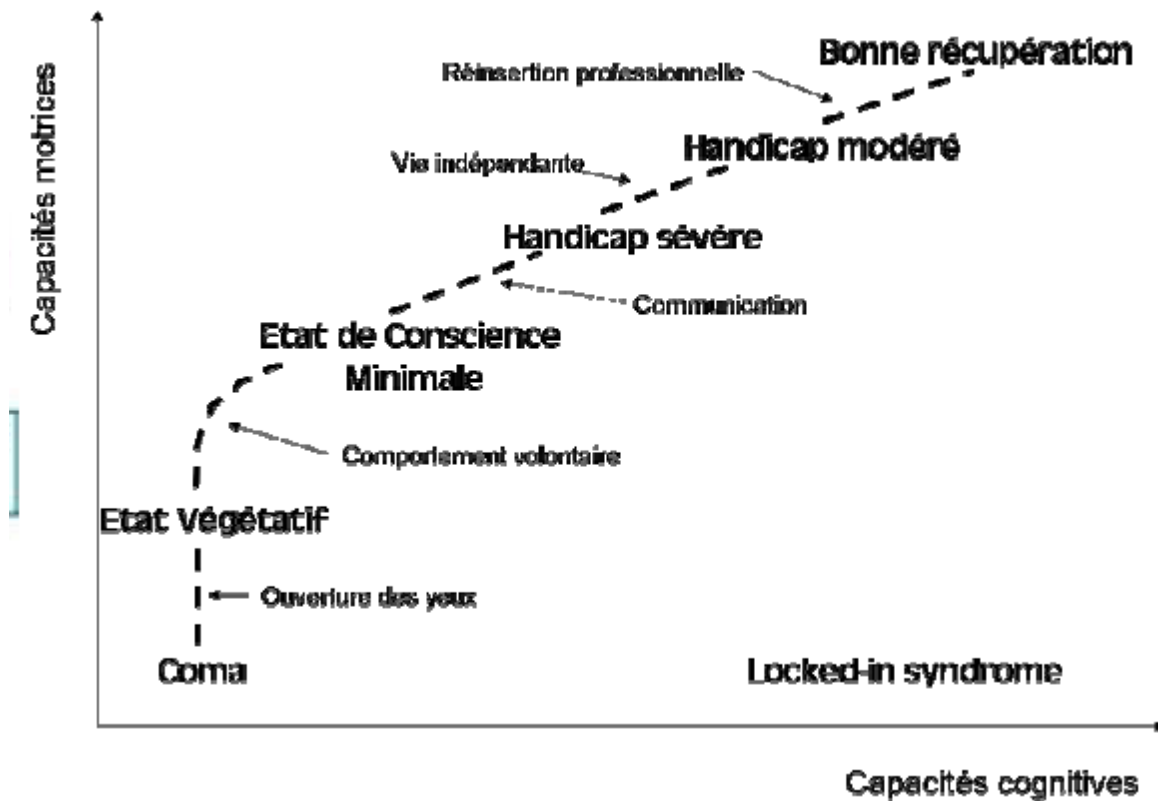 Bonne récupération
Réinsertion professionnelle
Handicap modéré
Vie indépendante
Handicap sévère
Communication
Etat de Conscience
Minimale
Comportement volontaire
Etat Végétatif
Ouverture des yeux
Coma
Locked-in syndrome
Capacités motrices
Capacités cognitives